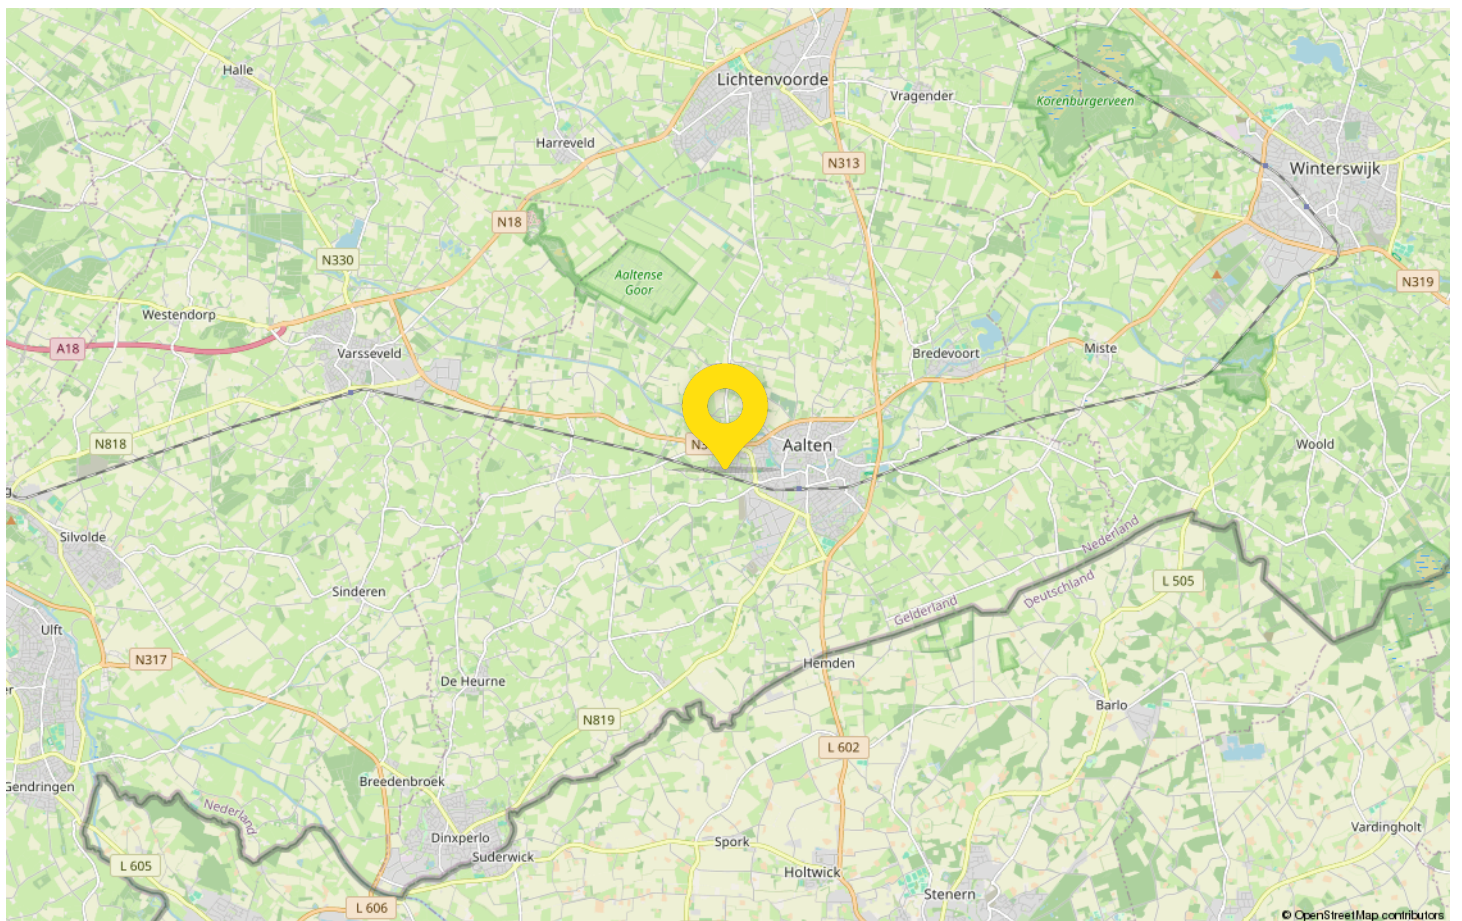 Halle
Lichtenvoorde
Vragender
Korenburgerveen
Harreveld
N313
Winterswijk
N18
N330
Aaltense
Goor
N319
Westendorp
A18
Varsseveld
Bredevoort
Miste
N818
Aalten
Woold
Silvolde
Nederland
Deutschland
L 505
Sinderen
Gelderland
Ulft
N317
Hemden
De Heurne
Barlo
N819
L 602
Breedenbroek
Gendringen
Nederland
Dinxperlo
Vardingholt
Suderwick
Spork
L 605
Holtwick
Stenern
L 606
© OpenStreetMap contributors